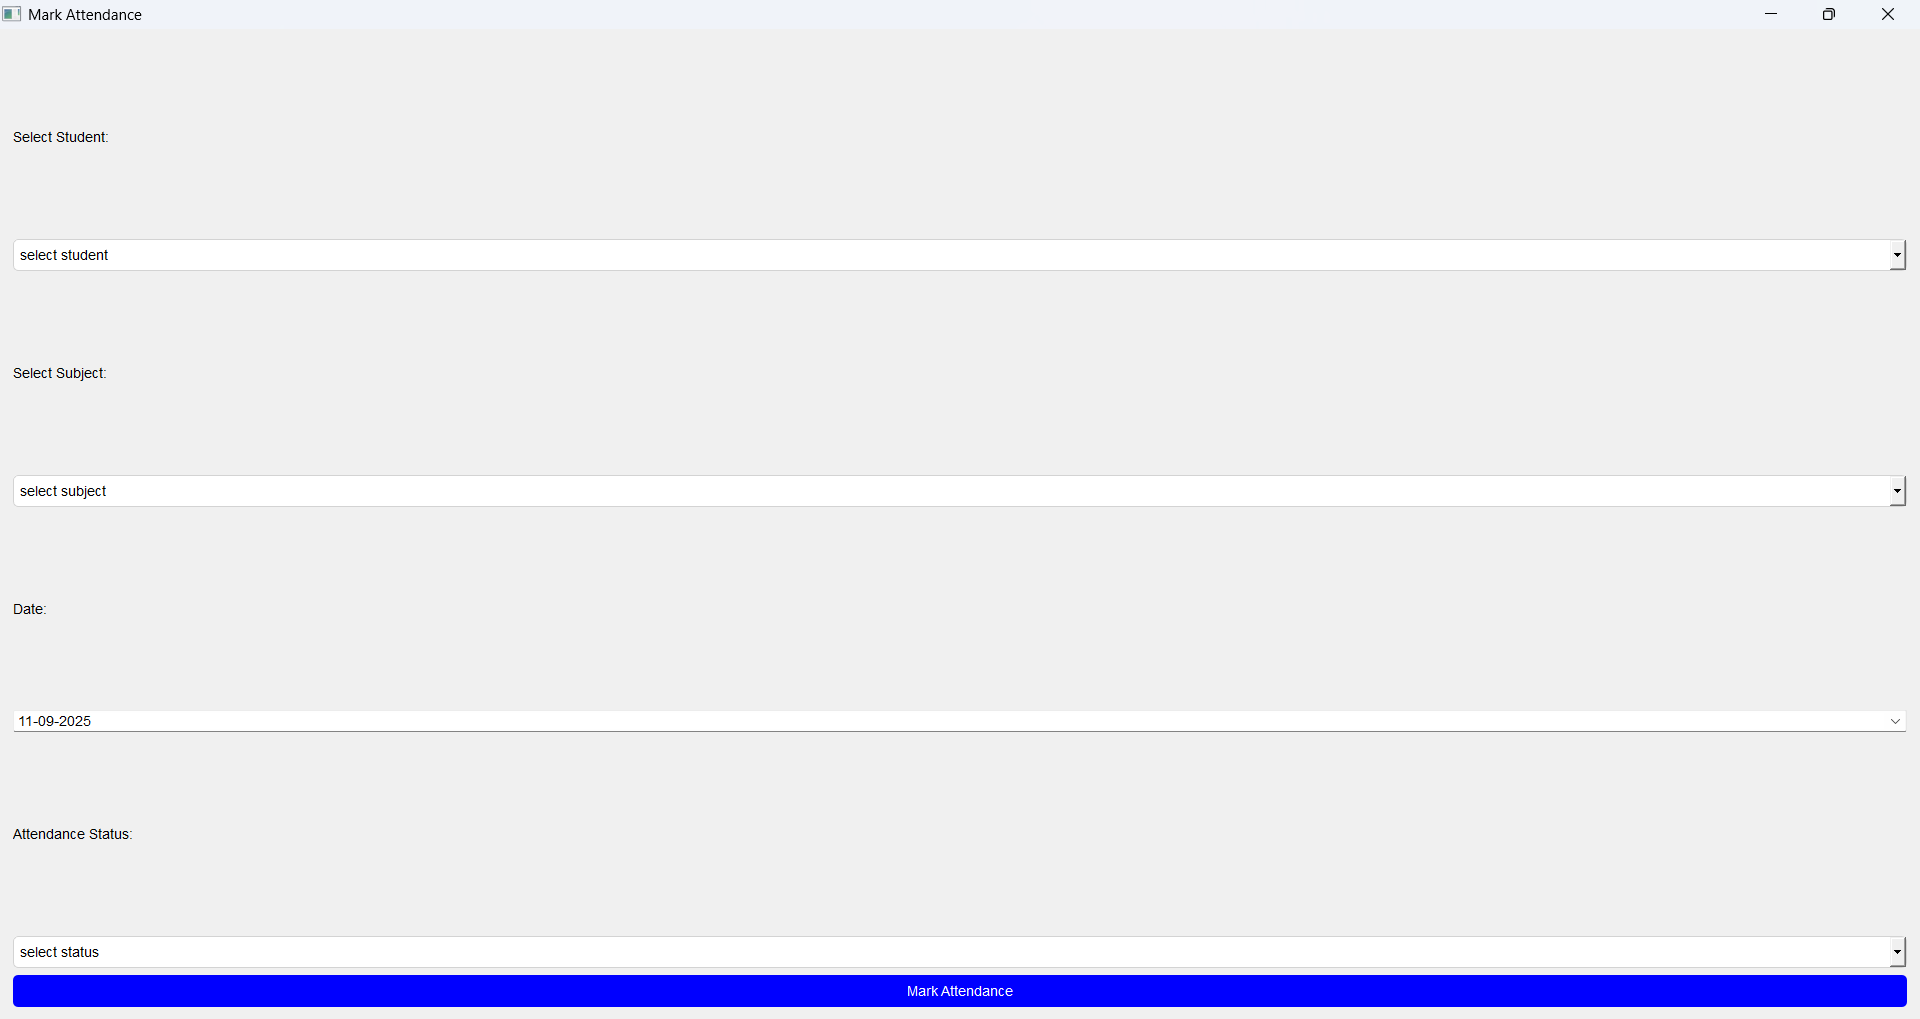 Mark Attendance
Select Student:
select student
Select Subject:
select subject
Date:
11-09-2025
Attendance Status:
select status
Mark Attendance